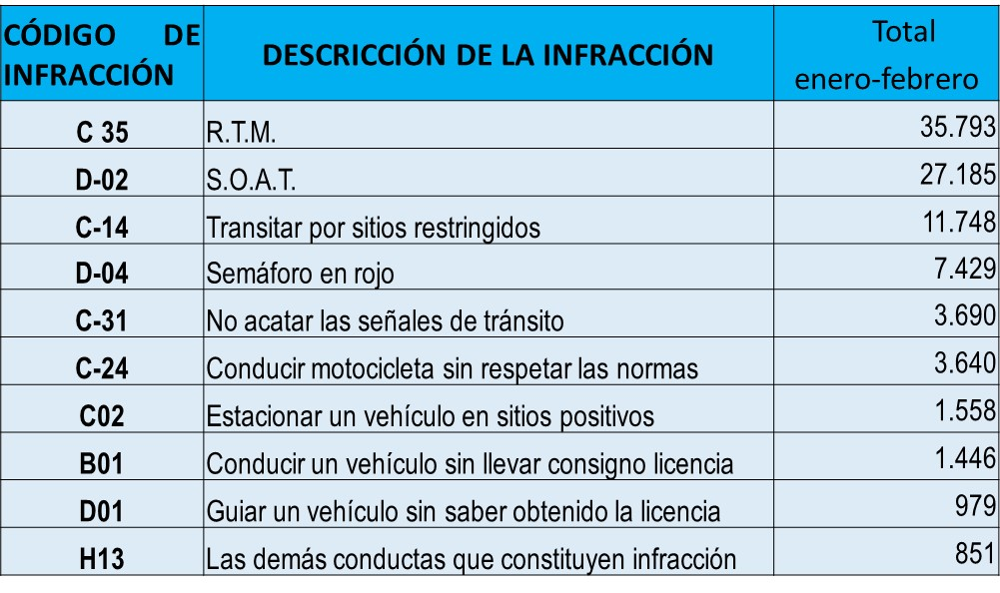 CÓDIGO DE
INFRACCIÓN
DESCRICCIÓN DE LA INFRACCIÓN
Total
enero-febrero
C 35 R.T.M. 35.793
D-02 S.O.A.T. 27.185
C-14 Transitar por sitios restringidos 11.748
D-04 Semáforo en rojo 7.429
C-31 No acatar las señales de tránsito 3.690
C-24 Conducir motocicleta sin respetar las normas 3.640
C02 Estacionar un vehículo en sitios positivos 1.558
B01 Conducir un vehículo sin llevar consigno licencia 1.446
D01 Guiar un vehículo sin saber obtenido la licencia 979
H13 Las demás conductas que constituyen infracción 851